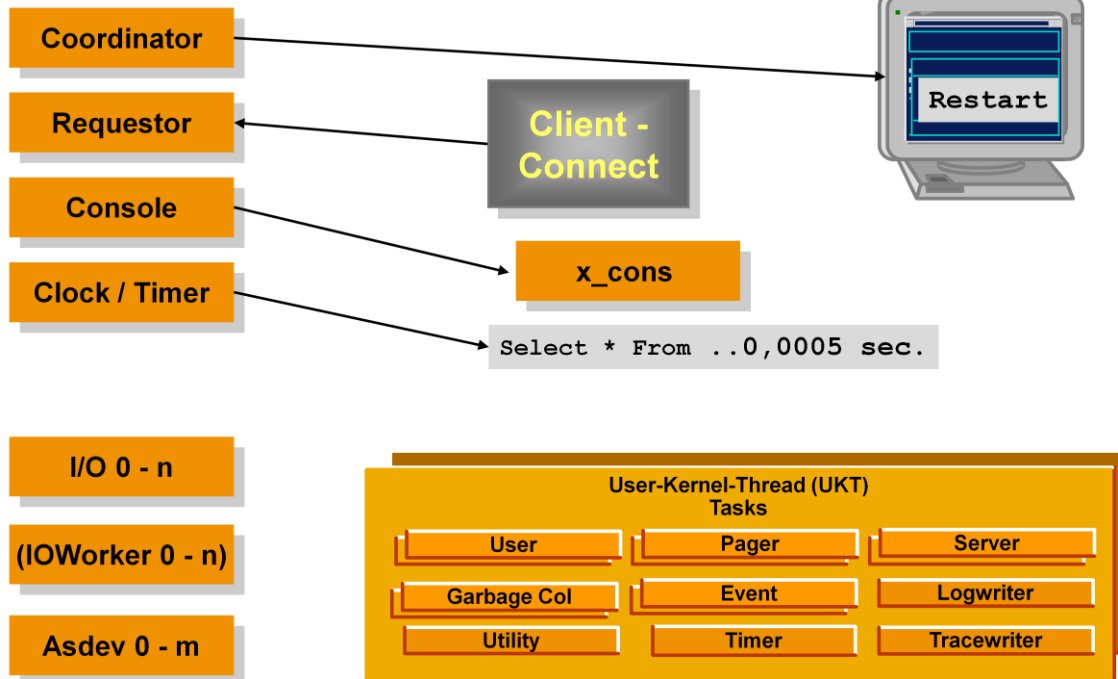 Coordinator
Restart
Requestor
Client -
Connect
Console
x_cons
Clock / Timer
Select * From ..0,0005 sec.
I/O 0 - n
(IOWorker 0 - n)
Asdev 0 - m
User-Kernel-Thread (UKT)
Tasks
User
Pager
Server
Garbage Col
Event
Logwriter
Utility
Timer
Tracewriter